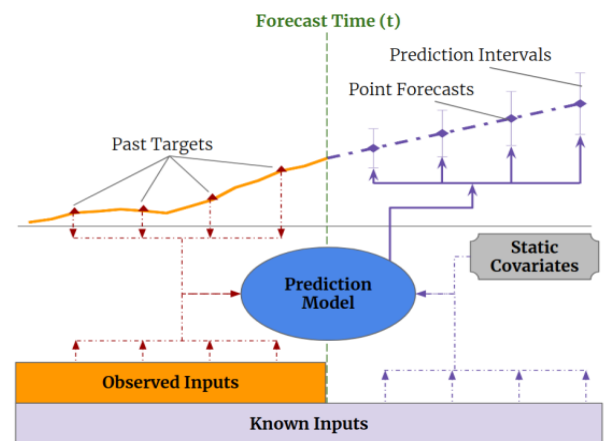 Forecast Time (t)
Prediction Intervals
Point Forecasts
Past Targets
Static
Covariates
Prediction
Model
Observed Inputs
Known Inputs